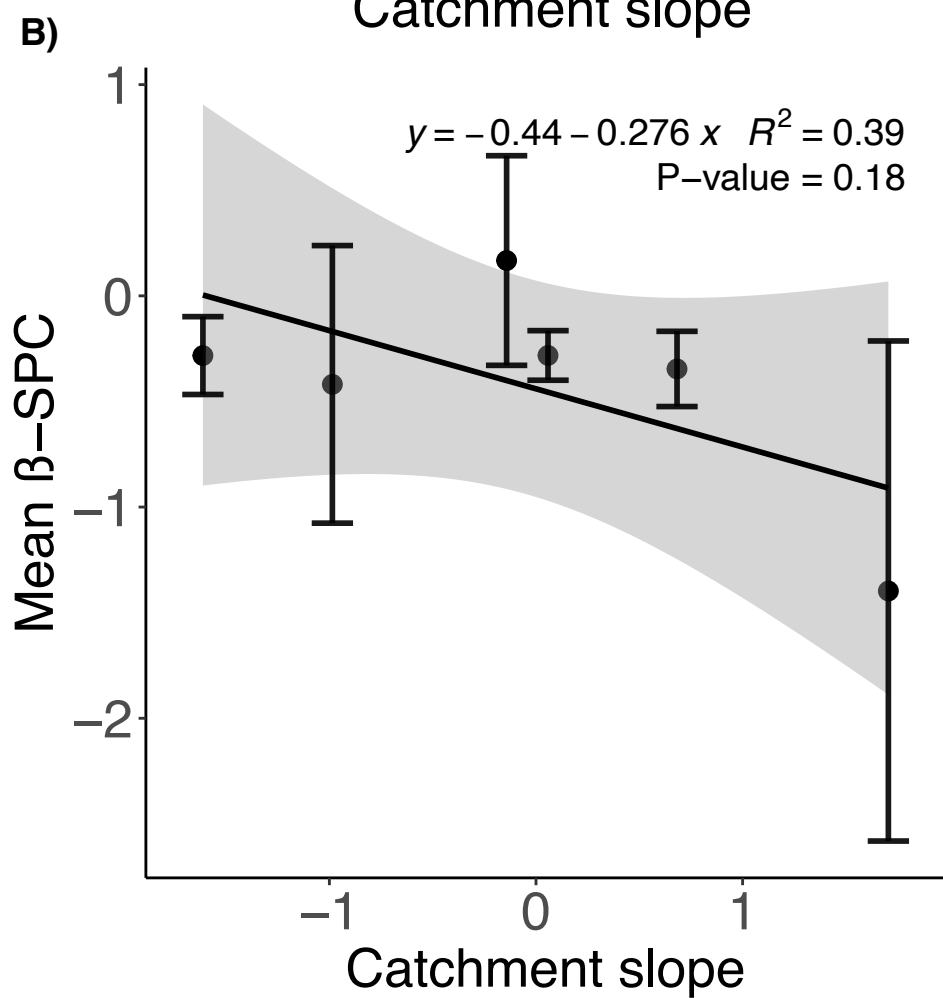 Catchment slope
B)
1
y = −0.44 − 0.276 x R² = 0.39
P−value = 0.18
0
Mean ß−SPC
−1
−2
−1 0 1
Catchment slope